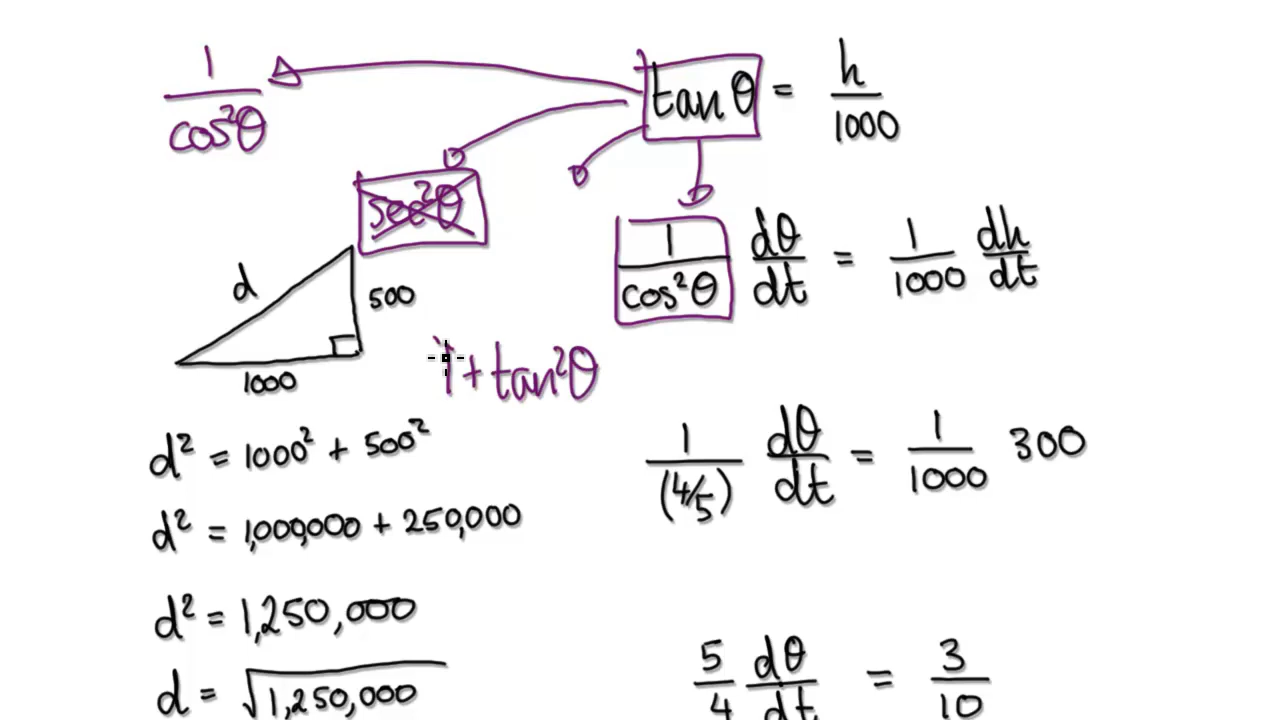 1/cos²θ
tan θ = h/1000
sec²θ
1/cos²θ dθ/dt = 1/1000 dh/dt
d
500
1000
1 + tan²θ
d² = 1000² + 500²
1/(4/5) dθ/dt = 1/1000 300
d² = 1,000,000 + 250,000
d² = 1,250,000
d = √1,250,000
5/4 dθ/dt = 3/10